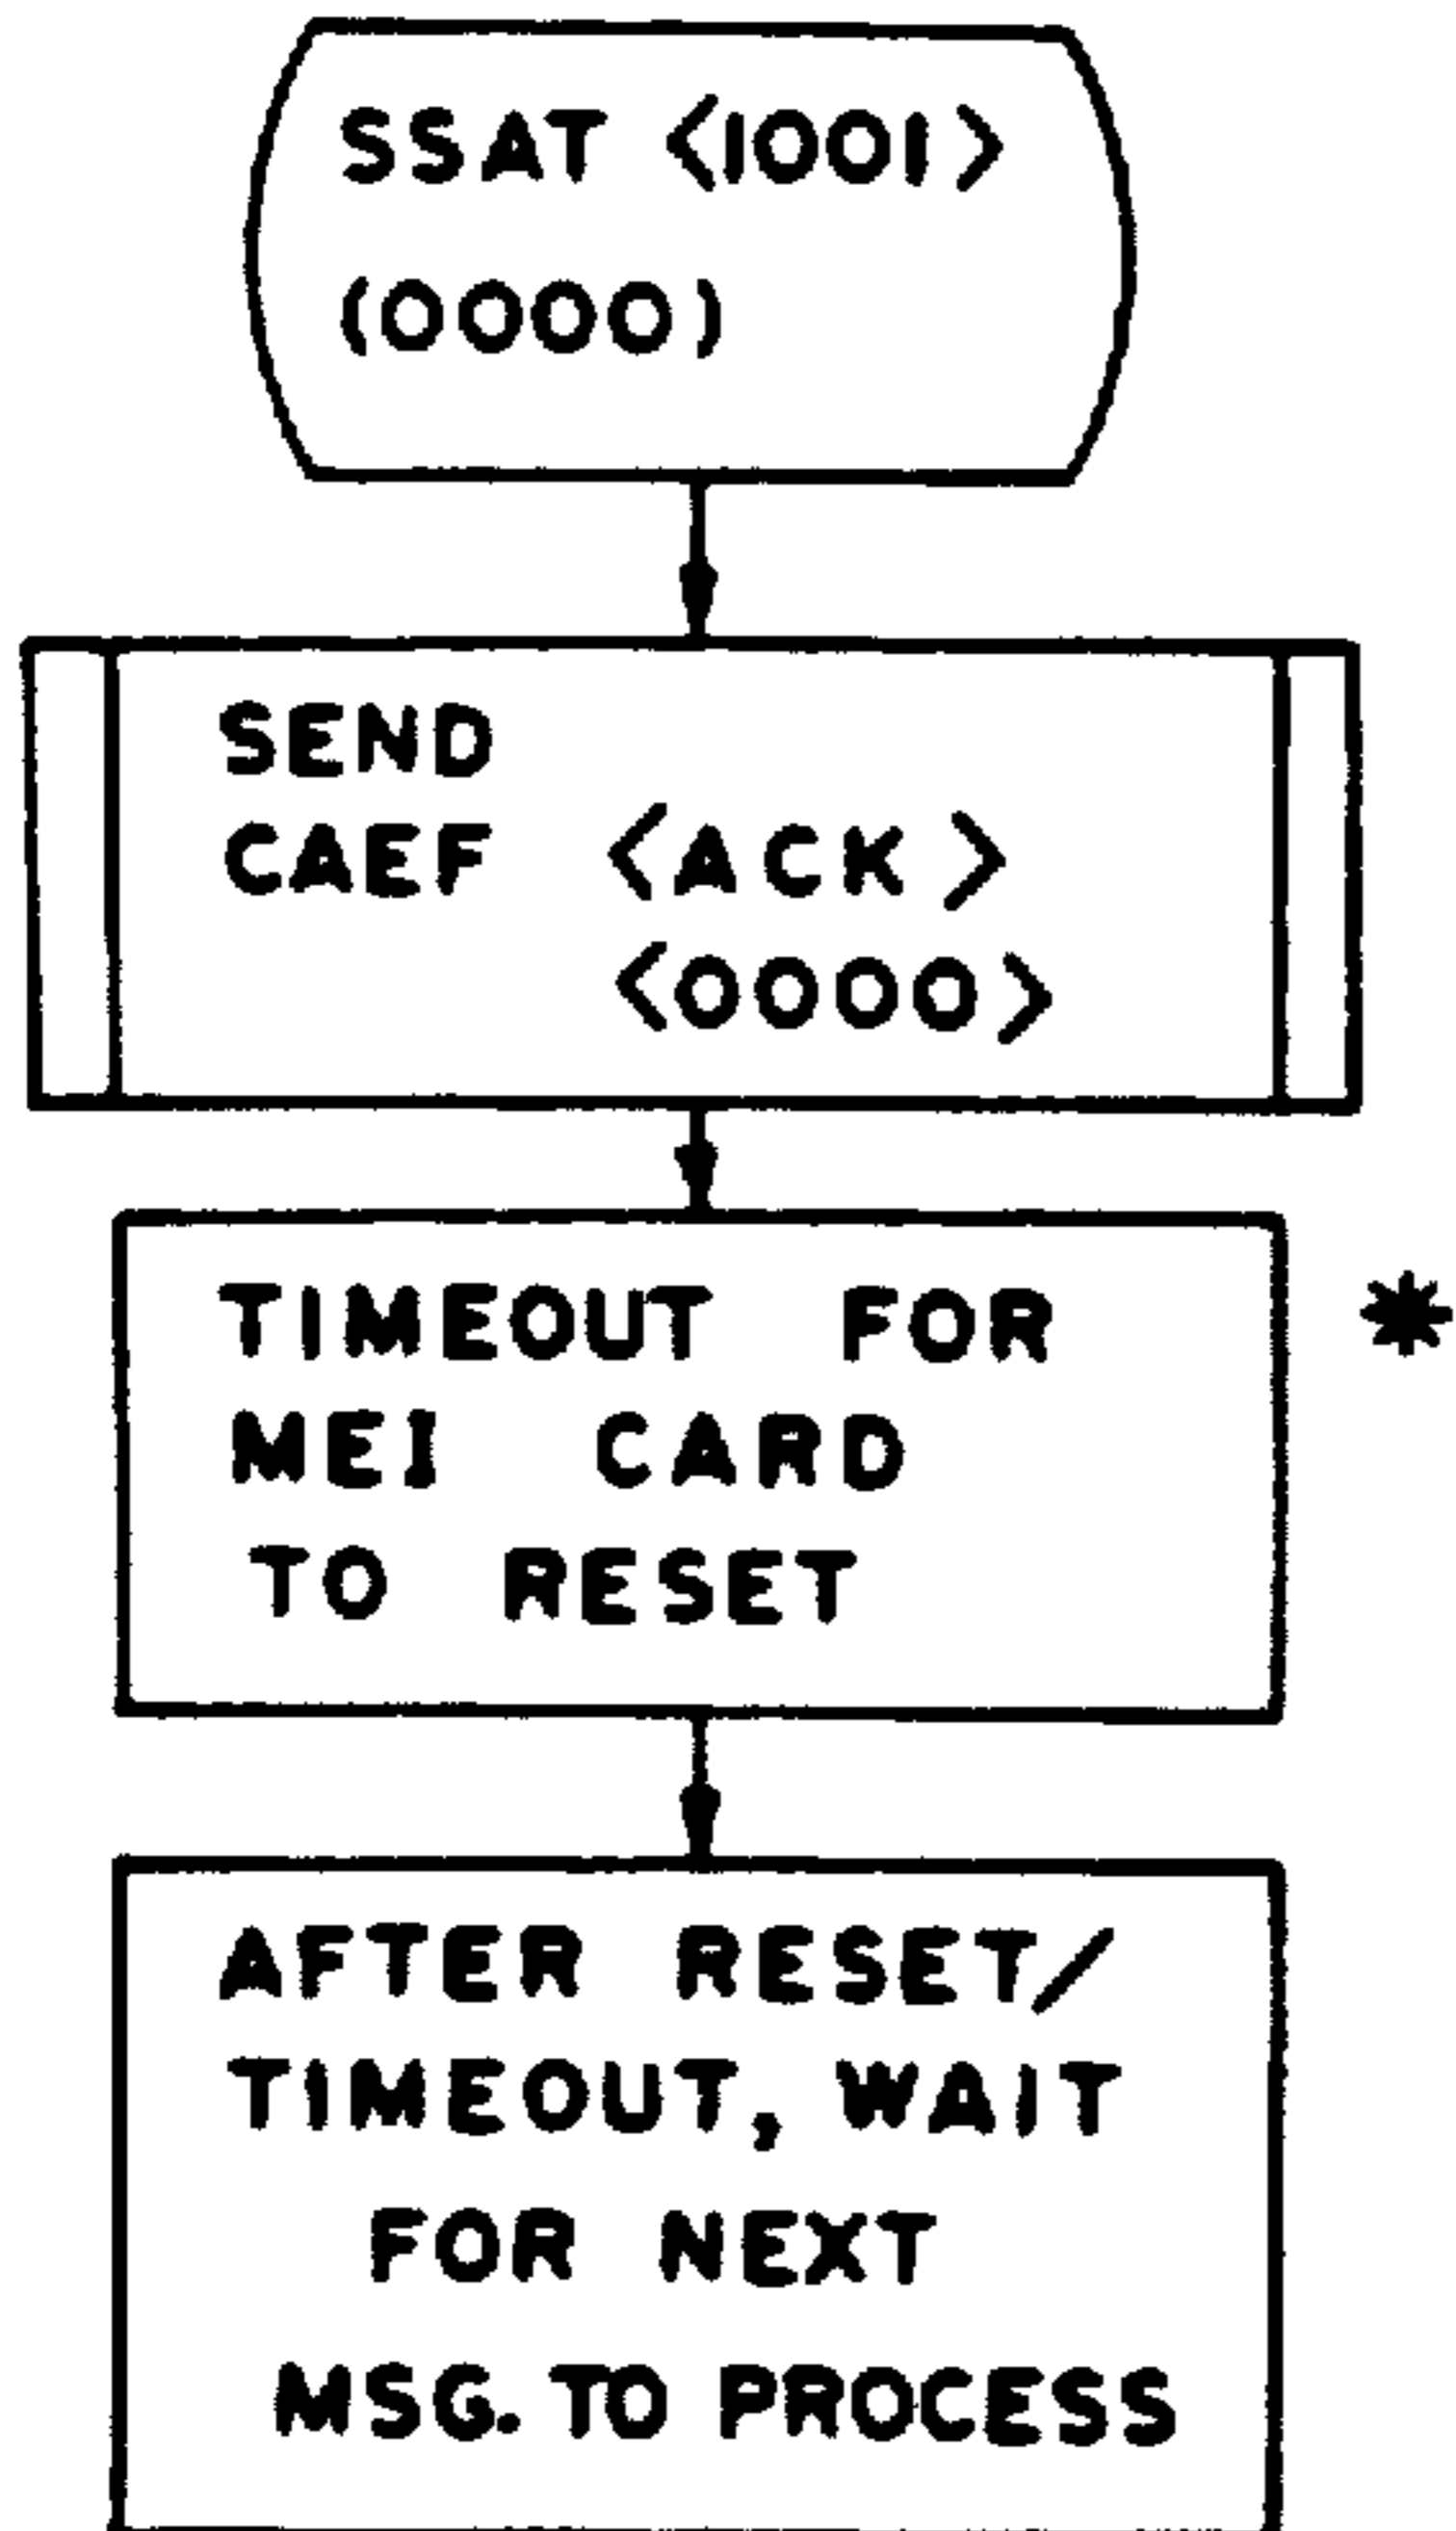 SSAT <1001>
(0000)
SEND
CAEF <ACK>
<0000>
TIMEOUT FOR
MEI CARD
TO RESET
*
AFTER RESET/
TIMEOUT, WAIT
FOR NEXT
MSG. TO PROCESS